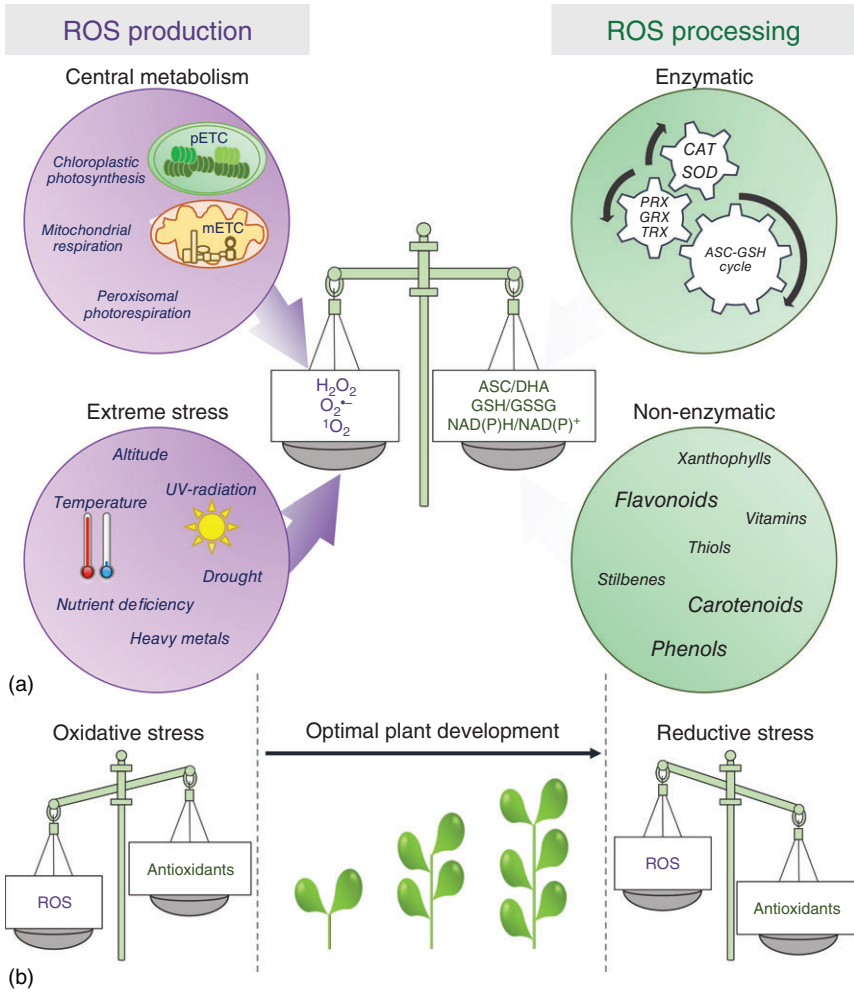 ROS production
ROS processing
Central metabolism
pETC
Chloroplastic
photosynthesis
Mitochondrial
respiration
mETC
Peroxisomal
photorespiration
Enzymatic
CAT
SOD
PRX
GRX
TRX
ASC-GSH
cycle
H₂O₂
O₂•−
¹O₂
ASC/DHA
GSH/GSSG
NAD(P)H/NAD(P)⁺
Extreme stress
Altitude
UV-radiation
Temperature
Drought
Nutrient deficiency
Heavy metals
Non-enzymatic
Xanthophylls
Flavonoids
Vitamins
Thiols
Stilbenes
Carotenoids
Phenols
(a)
Oxidative stress
Optimal plant development
Reductive stress
Antioxidants
ROS
ROS
Antioxidants
(b)